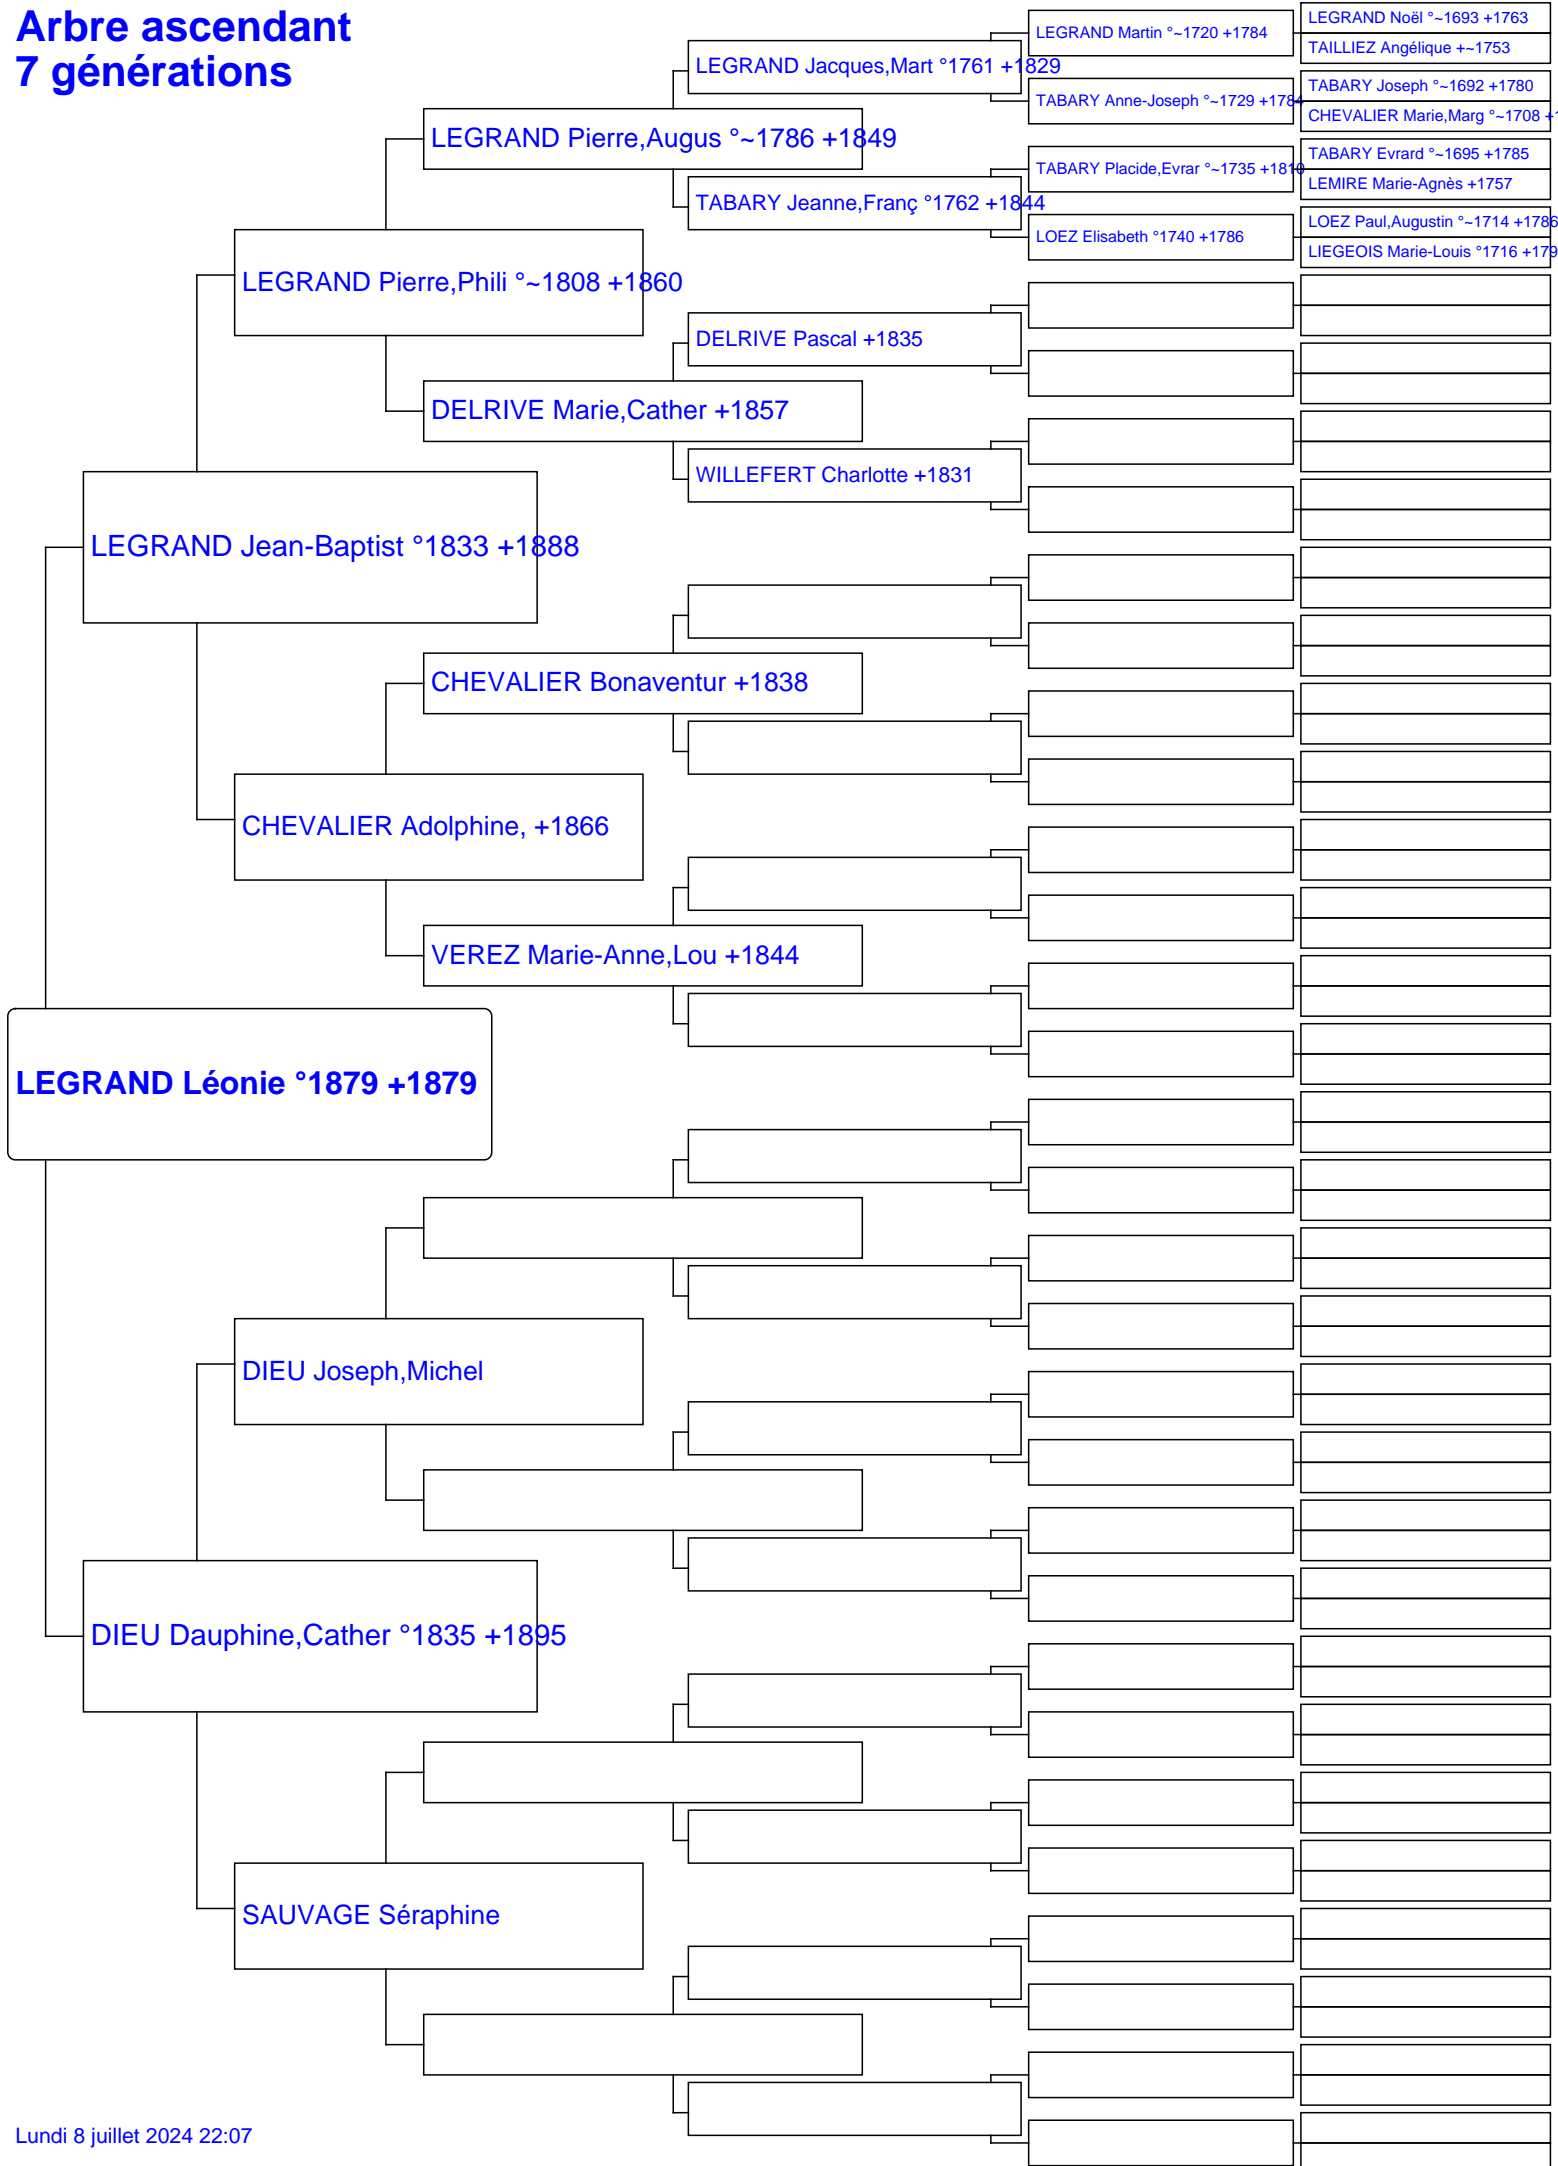 Arbre ascendant
7 générations
LEGRAND Noël °~1693 +1763
LEGRAND Martin °~1720 +1784
TAILLIEZ Angélique +~1753
LEGRAND Jacques,Mart °1761 +1829
TABARY Joseph °~1692 +1780
TABARY Anne-Joseph °~1729 +1784
CHEVALIER Marie,Marg °~1708
LEGRAND Pierre,Augus °~1786 +1849
TABARY Evrard °~1695 +1785
TABARY Placide,Evrar °~1735 +1810
LEMIRE Marie-Agnès +1757
TABARY Jeanne,Franç °1762 +1844
LOEZ Paul,Augustin °~1714 +1786
LOEZ Elisabeth °1740 +1786
LIEGEOIS Marie-Louis °1716 +179
LEGRAND Pierre,Phili °~1808 +1860
DELRIVE Pascal +1835
DELRIVE Marie,Cather +1857
WILLEFERT Charlotte +1831
LEGRAND Jean-Baptist °1833 +1888
CHEVALIER Bonaventur +1838
CHEVALIER Adolphine, +1866
VEREZ Marie-Anne,Lou +1844
LEGRAND Léonie °1879 +1879
DIEU Joseph,Michel
DIEU Dauphine,Cather °1835 +1895
SAUVAGE Séraphine
Lundi 8 juillet 2024 22:07